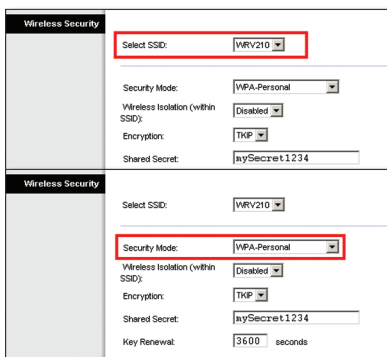 Wireless Security
Select SSID: WRV210
Security Mode: WPA-Personal
Wireless Isolation (within SSID): Disabled
Encryption: TKIP
Shared Secret: mySecret1234
Wireless Security
Select SSID: WRV210
Security Mode: WPA-Personal
Wireless Isolation (within SSID): Disabled
Encryption: TKIP
Shared Secret: mySecret1234
Key Renewal: 3600 seconds